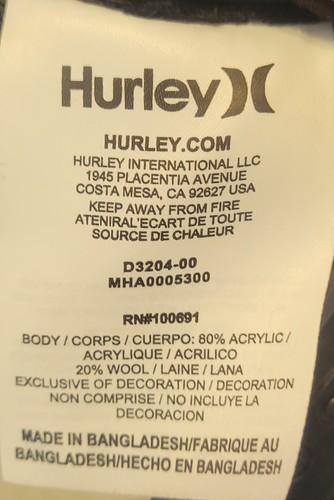 Hurley
HURLEY.COM
HURLEY INTERNATIONAL LLC
1945 PLACENTIA AVENUE
COSTA MESA, CA 92627 USA
KEEP AWAY FROM FIRE
ATENIRAL'ECART DE TOUTE
SOURCE DE CHALEUR
D3204-00
MHA0005300
RN#100691
BODY / CORPS / CUERPO: 80% ACRYLIC /
ACRYLIQUE / ACRILICO
20% WOOL / LAINE / LANA
EXCLUSIVE OF DECORATION / DECORATION
NON COMPRISE / NO INCLUYE LA
DECORACION
MADE IN BANGLADESH/FABRIQUE AU
BANGLADESH/HECHO EN BANGLADESH